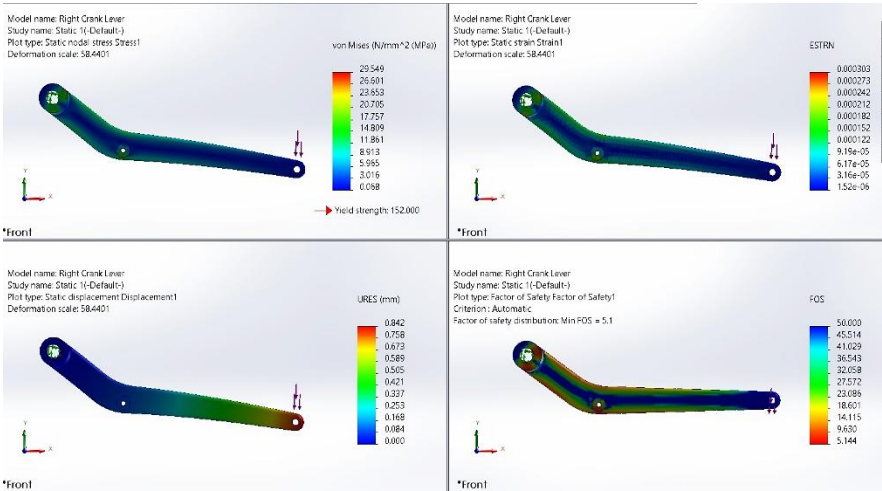 Model name: Right Crank Lever
Study name: Static 1(-Default-)
Plot type: Static nodal stress Stress1
Deformation scale: 58.4401
von Mises (N/mm^2 (MPa))
29.549
26.601
23.653
20.705
17.757
14.809
11.861
8.913
5.965
3.016
0.068
Yield strength: 152.000
Y
X
*Front
Model name: Right Crank Lever
Study name: Static 1(-Default-)
Plot type: Static strain Strain1
Deformation scale: 58.4401
ESTRN
0.000303
0.000273
0.000242
0.000212
0.000182
0.000152
0.000122
9.19e-05
6.17e-05
3.16e-05
1.52e-06
Y
X
*Front
Model name: Right Crank Lever
Study name: Static 1(-Default-)
Plot type: Static displacement Displacement1
Deformation scale: 58.4401
URES (mm)
0.842
0.758
0.673
0.589
0.505
0.421
0.337
0.253
0.168
0.084
0.000
Y
X
*Front
Model name: Right Crank Lever
Study name: Static 1(-Default-)
Plot type: Factor of Safety Factor of Safety1
Criterion : Automatic
Factor of safety distribution: Min FOS = 5.1
FOS
50.000
45.514
41.029
36.543
32.058
27.572
23.086
18.601
14.115
9.630
5.144
Y
X
*Front